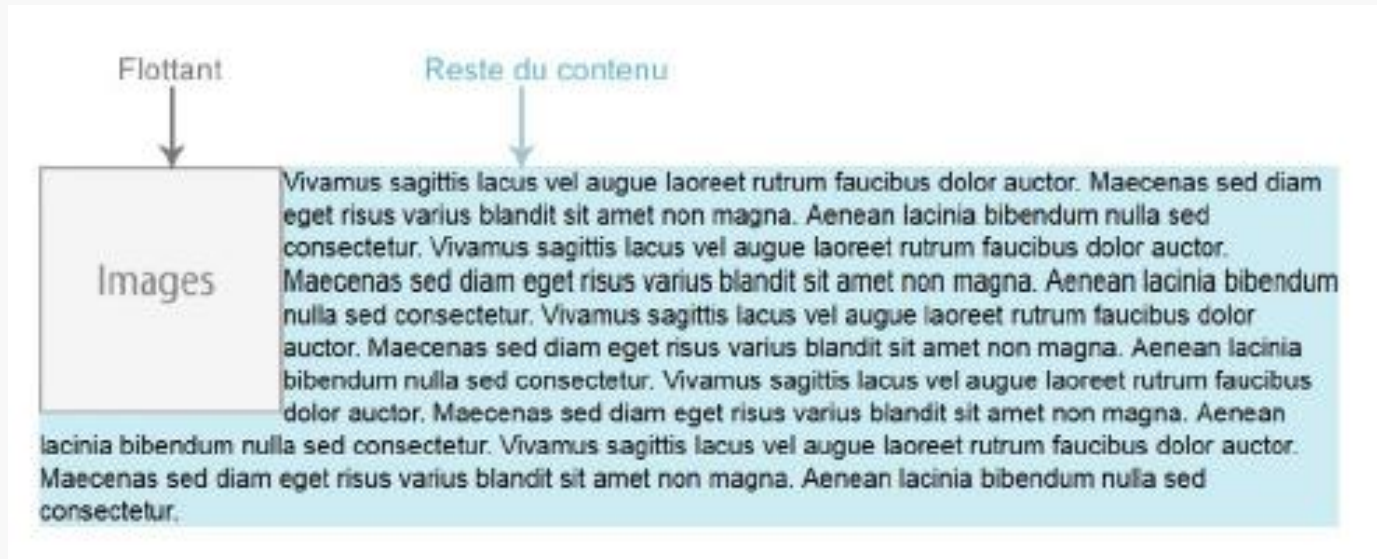 Flottant
Reste du contenu
Images
Vivamus sagittis lacus vel augue laoreet rutrum faucibus dolor auctor. Maecenas sed diam
eget risus varius blandit sit amet non magna. Aenean lacinia bibendum nulla sed
consectetur. Vivamus sagittis lacus vel augue laoreet rutrum faucibus dolor auctor.
Maecenas sed diam eget risus varius blandit sit amet non magna. Aenean lacinia bibendum
nulla sed consectetur. Vivamus sagittis lacus vel augue laoreet rutrum faucibus dolor
auctor. Maecenas sed diam eget risus varius blandit sit amet non magna. Aenean lacinia
bibendum nulla sed consectetur. Vivamus sagittis lacus vel augue laoreet rutrum faucibus
dolor auctor. Maecenas sed diam eget risus varius blandit sit amet non magna. Aenean
lacinia bibendum nulla sed consectetur. Vivamus sagittis lacus vel augue laoreet rutrum faucibus dolor auctor.
Maecenas sed diam eget risus varius blandit sit amet non magna. Aenean lacinia bibendum nulla sed
consectetur.